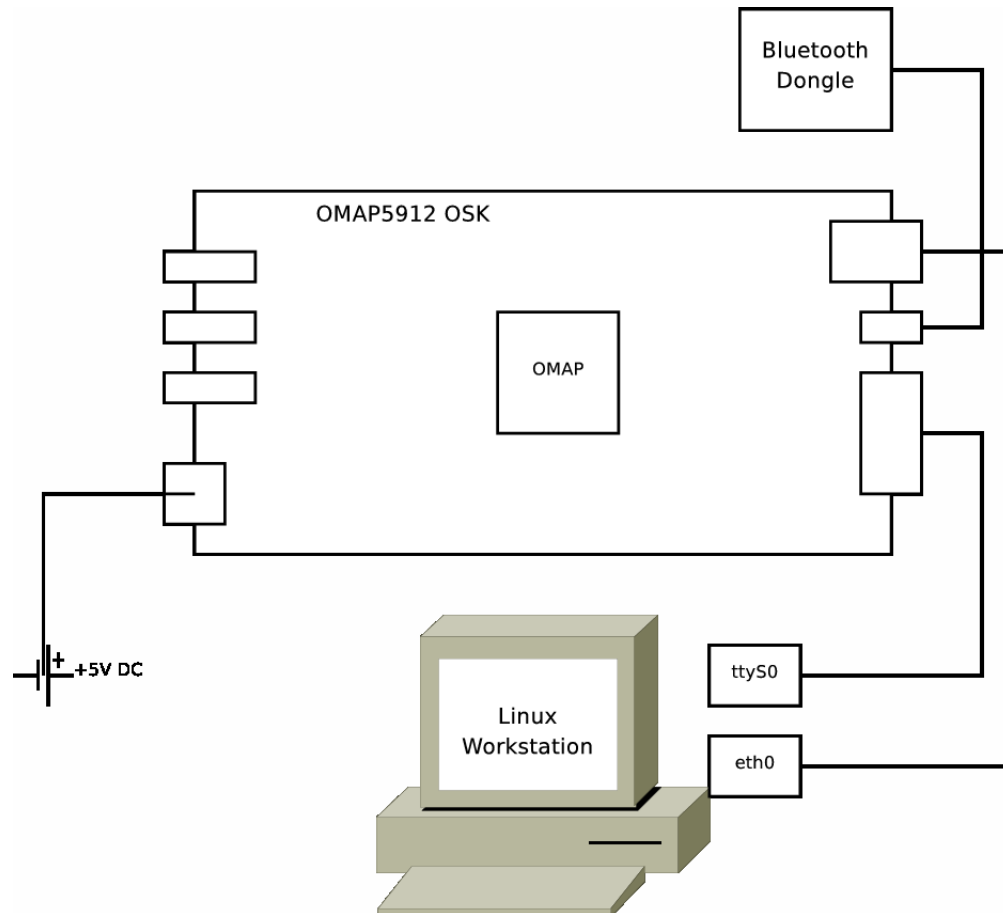 Bluetooth
Dongle
OMAP5912 OSK
OMAP
+
+5V DC
ttyS0
Linux
Workstation
eth0